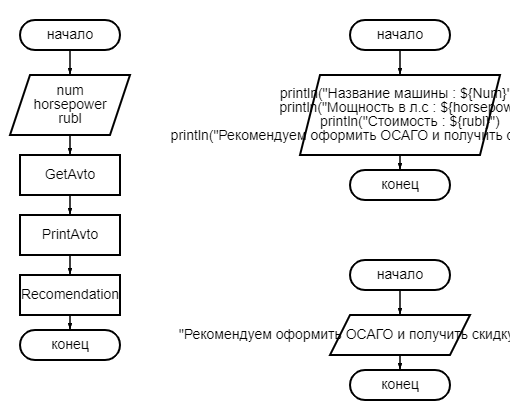 начало
num
horsepower
rubl
GetAvto
PrintAvto
Recomendation
конец
начало
println("Название машины : ${Num}"
println("Мощность в л.с : ${horsepow
println("Стоимость : ${rubl}")
println("Рекомендуем оформить ОСАГО и получить с
конец
начало
"Рекомендуем оформить ОСАГО и получить скидку
конец